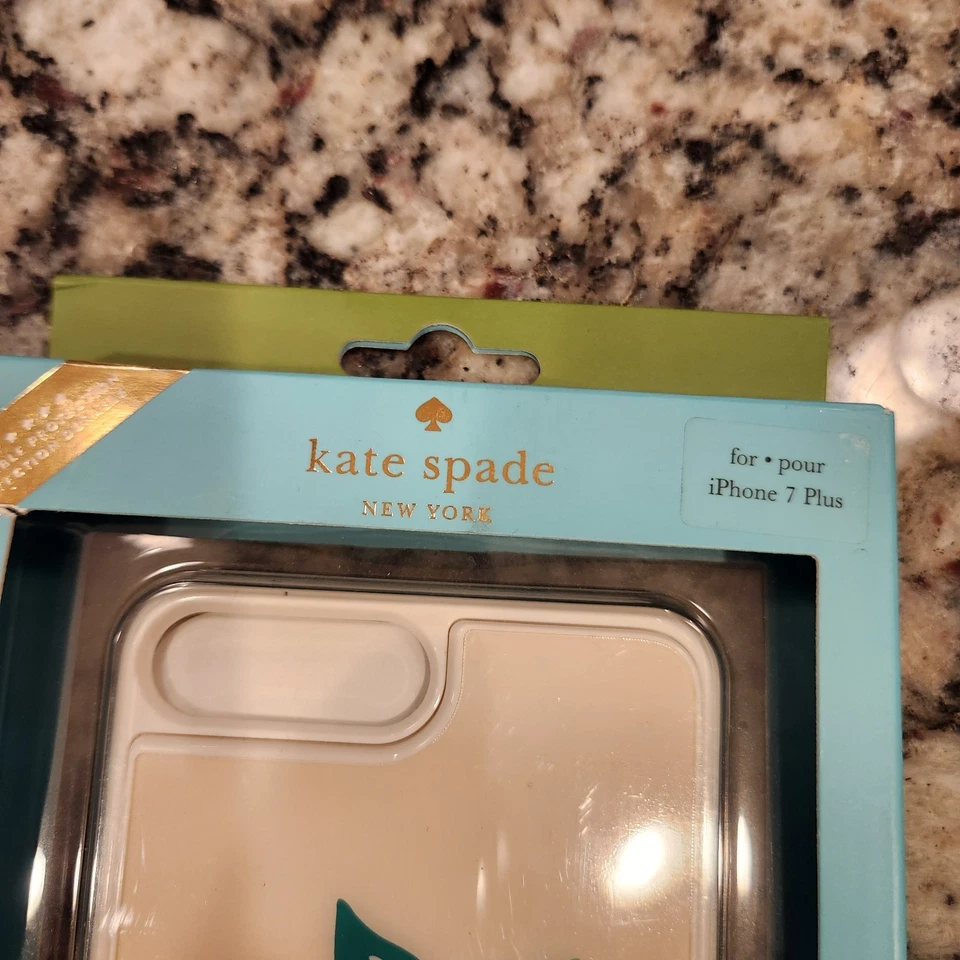 kate spade
NEW YORK
for • pour
iPhone 7 Plus